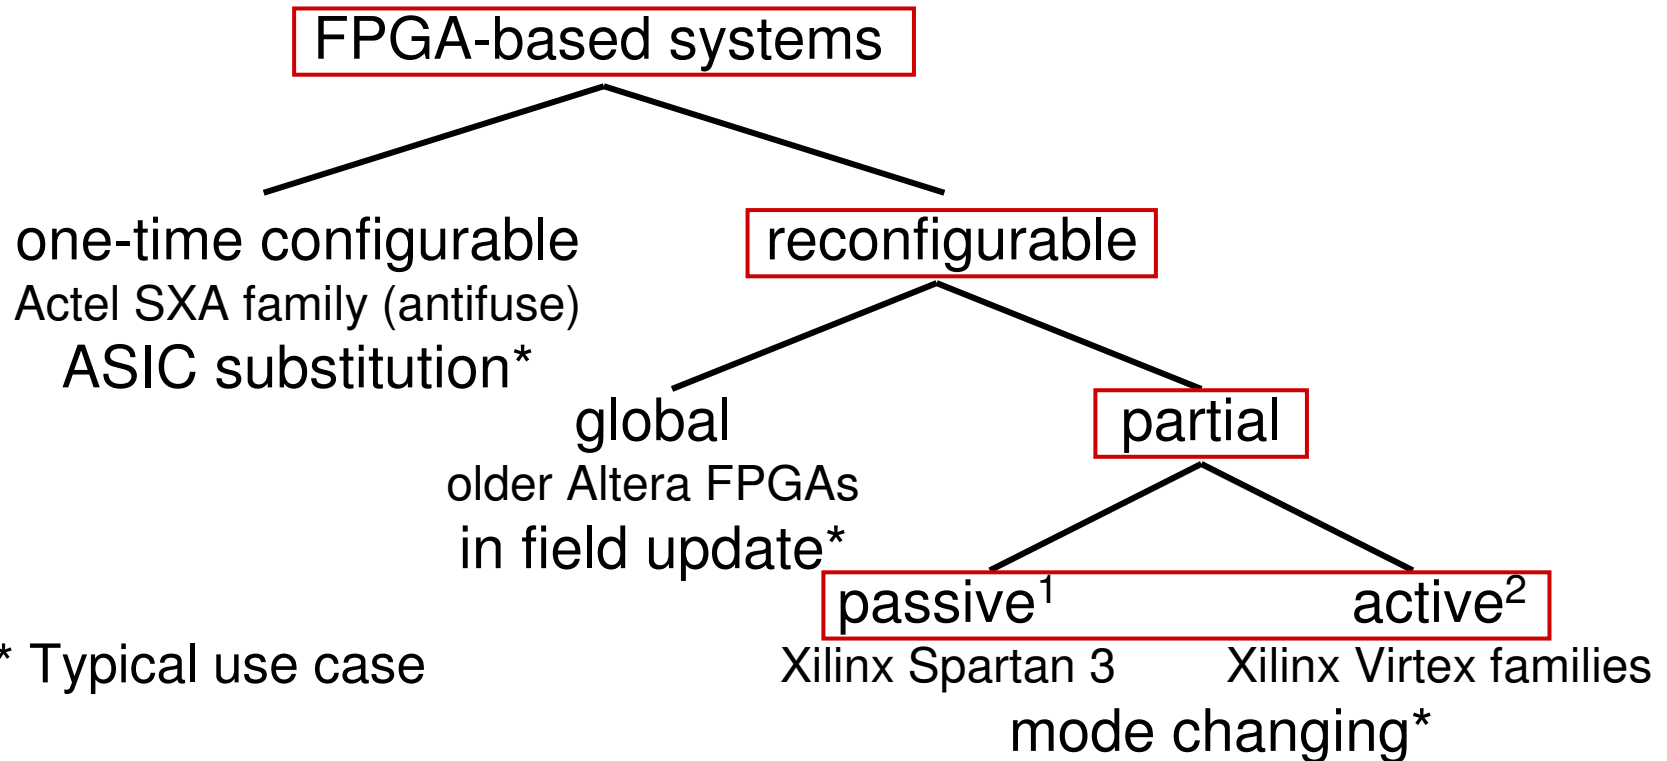 FPGA-based systems
one-time configurable
Actel SXA family (antifuse)
ASIC substitution*
reconfigurable
global
older Altera FPGAs
in field update*
partial
passive¹ active²
Xilinx Spartan 3 Xilinx Virtex families
mode changing*
* Typical use case